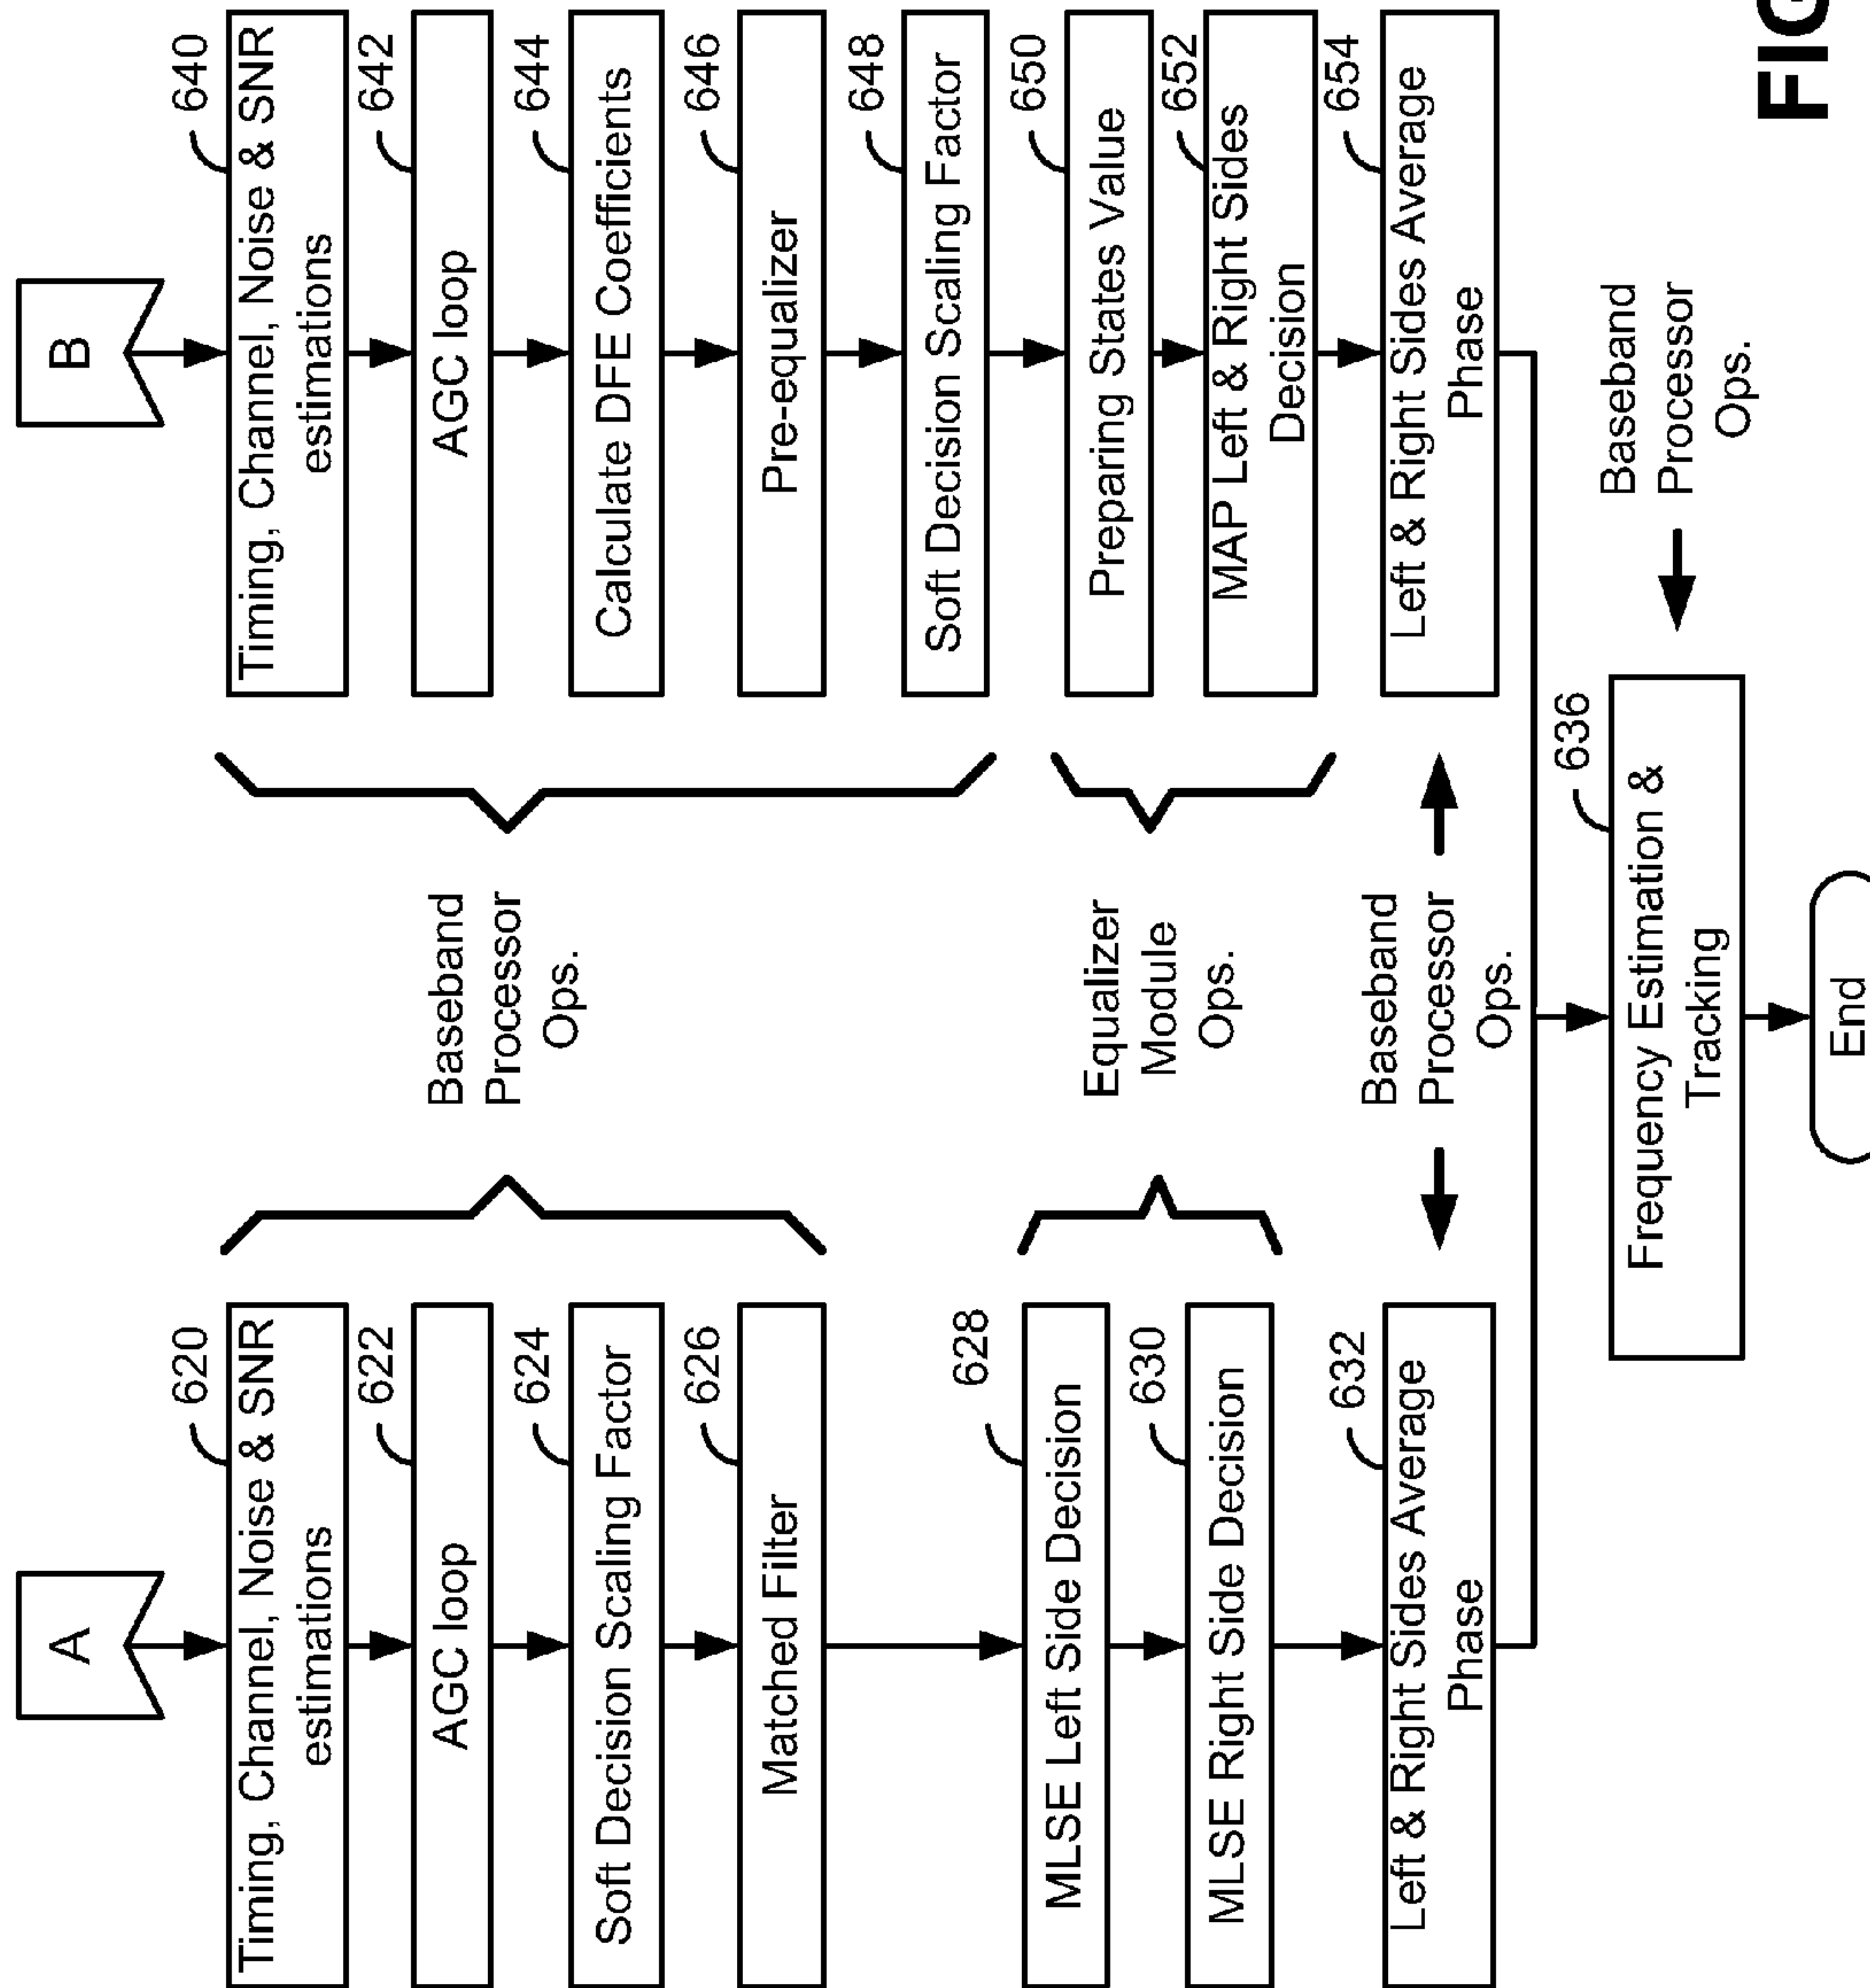 A
620
Timing, Channel, Noise & SNR
estimations
622
AGC loop
624
Soft Decision Scaling Factor
626
Matched Filter
628
MLSE Left Side Decision
630
MLSE Right Side Decision
632
Left & Right Sides Average
Phase
Baseband
Processor
Ops.
Equalizer
Module
Ops.
Baseband
Processor
Ops.
B
640
Timing, Channel, Noise & SNR
estimations
642
AGC loop
644
Calculate DFE Coefficients
646
Pre-equalizer
648
Soft Decision Scaling Factor
650
Preparing States Value
652
MAP Left & Right Sides
Decision
654
Left & Right Sides Average
Phase
636
Frequency Estimation &
Tracking
Baseband
Processor
Ops.
End
FIG